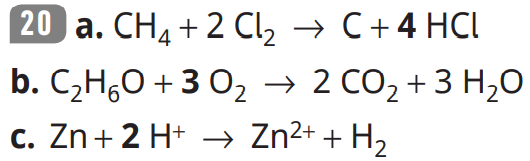 20 a. CH₄ + 2 Cl₂ → C + 4 HCl
b. C₂H₆O + 3 O₂ → 2 CO₂ + 3 H₂O
c. Zn + 2 H⁺ → Zn²⁺ + H₂